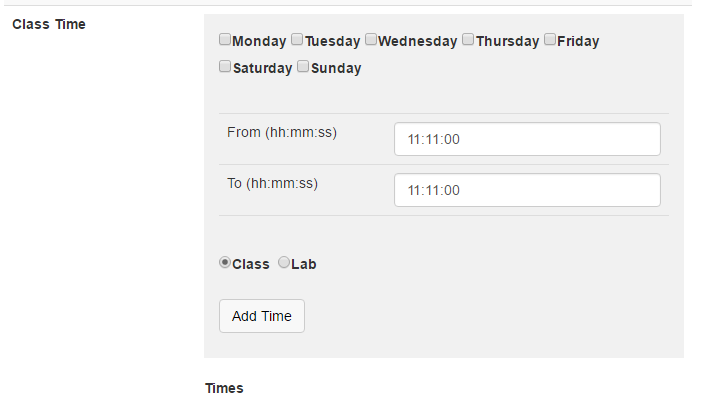 Class Time
Monday Tuesday Wednesday Thursday Friday
Saturday Sunday
From (hh:mm:ss) 11:11:00
To (hh:mm:ss) 11:11:00
Class Lab
Add Time
Times